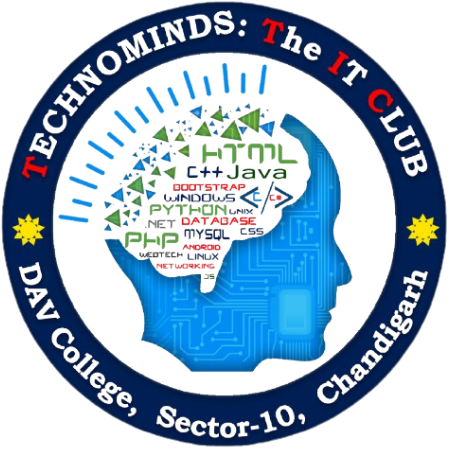 TECHNOMINDS: The IT CLUB
HTML
C++ Java
BOOTSTRAP
WINDOWS </>
PYTHON UNIX
.NET DATABASE
PHP MYSQL CSS
ANDROID
WEBTECH LINUX
NETWORKING
JS
DAV College, Sector-10, Chandigarh